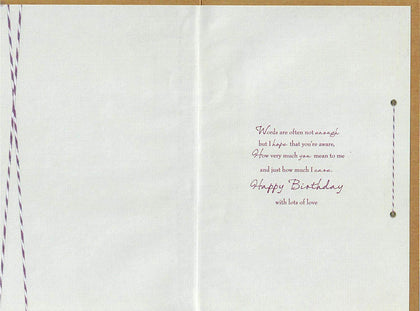 Words are often not enough
but I hope that you're aware,
How very much you mean to me
and just how much I care.
Happy Birthday
with lots of love